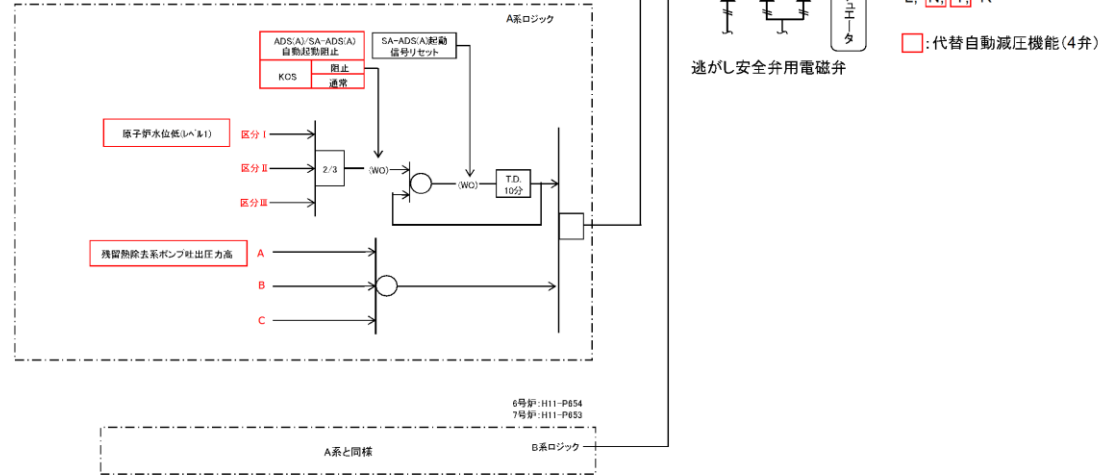 A系ロジック
ADS(A)/SA-ADS(A)
自動起動阻止
KOS
阻止
通常
SA-ADS(A)起動
信号リセット
原子炉水位低(レベル1)
区分Ⅰ
区分Ⅱ
区分Ⅲ
2/3
(WO)
(WO)
T.D.
10分
残留熱除去系ポンプ吐出圧力高
A
B
C
ュエータ
逃がし安全弁用電磁弁
:代替自動減圧機能(4弁)
6号炉:H11-P654
7号炉:H11-P653
A系と同様
B系ロジック